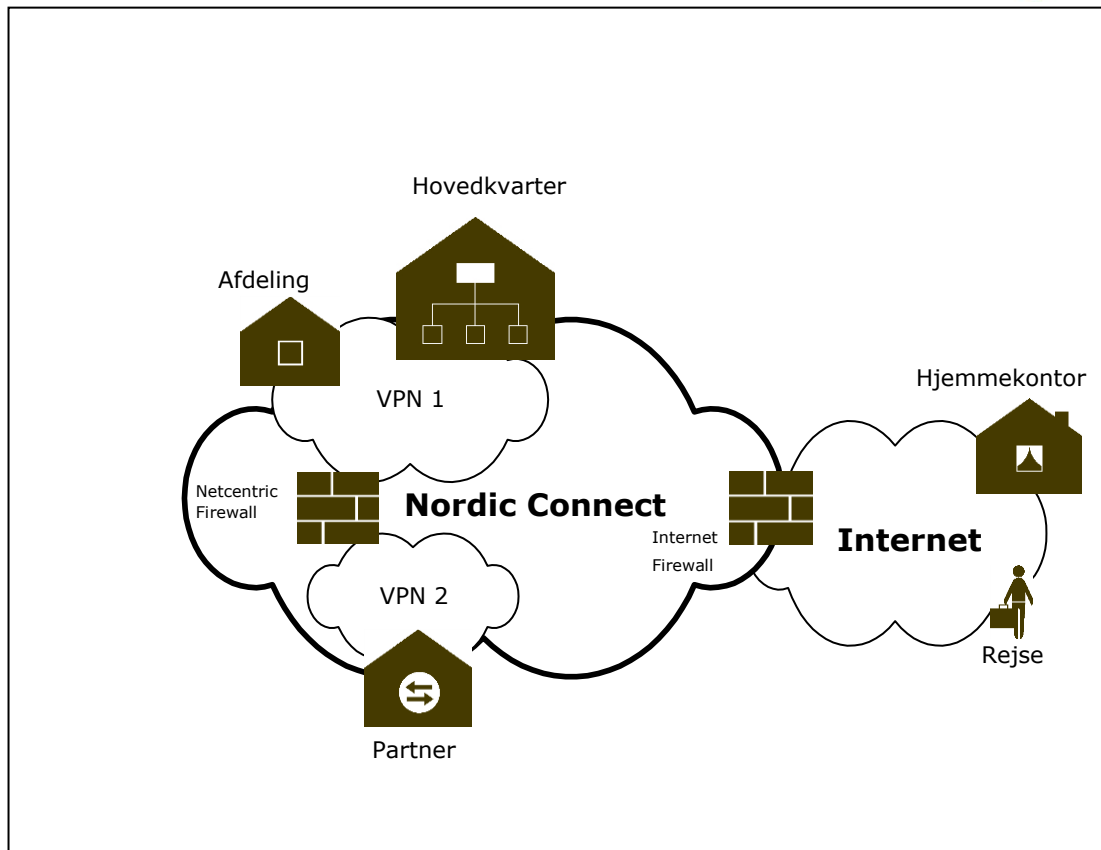 Hovedkvarter
Afdeling
Hjemmekontor
VPN 1
Netcentric
Firewall
Nordic Connect
Internet
Firewall
Internet
VPN 2
Rejse
Partner